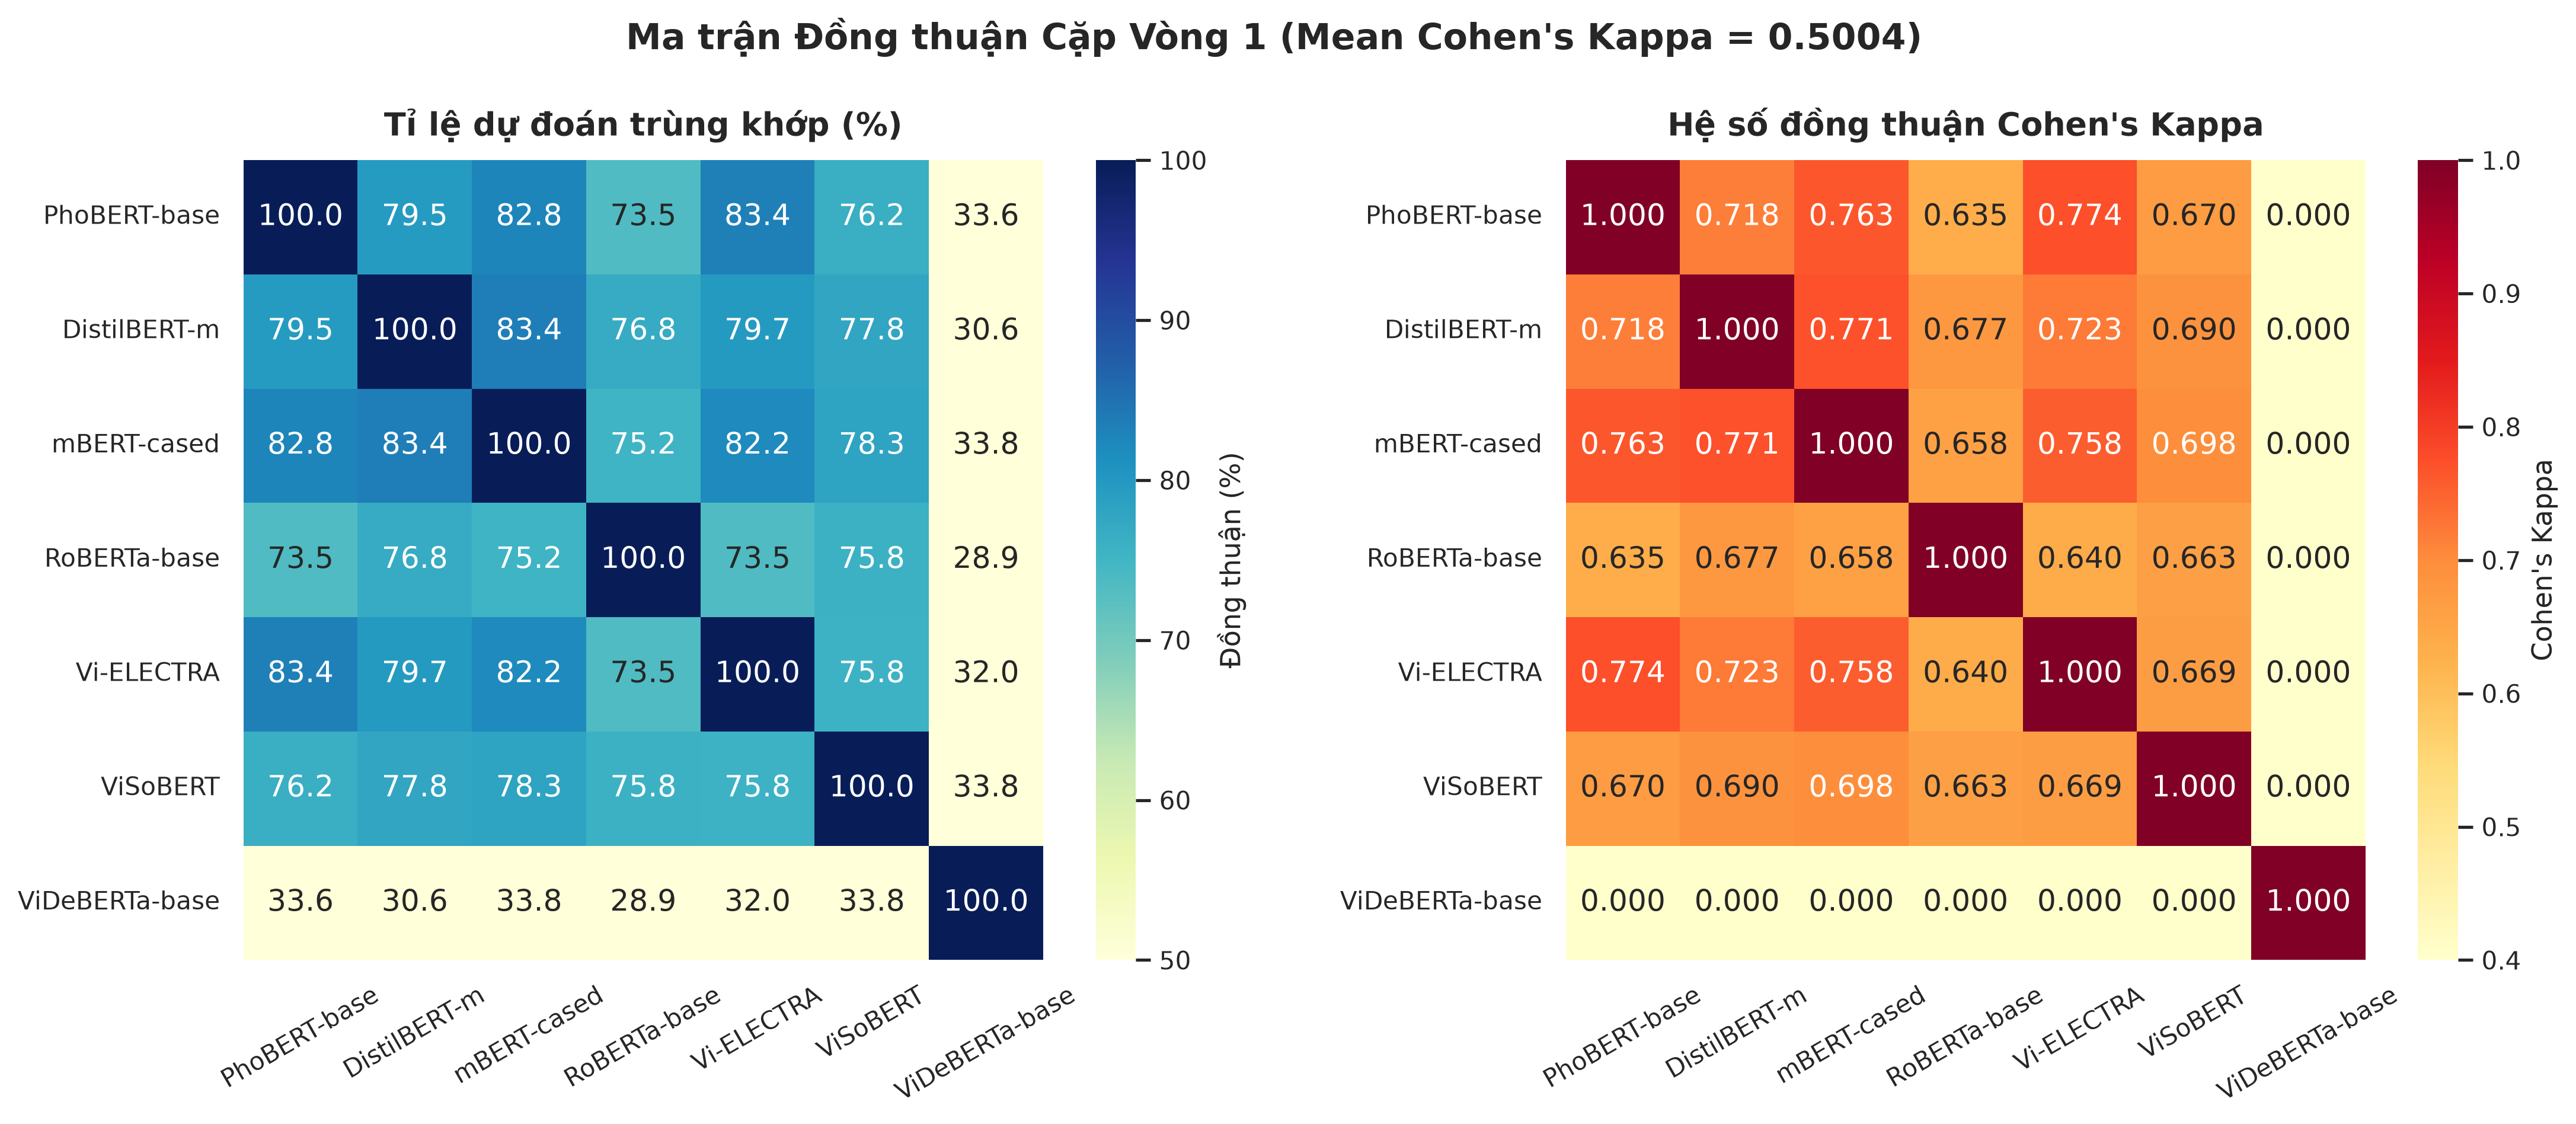 Ma trận Đồng thuận Cặp Vòng 1 (Mean Cohen's Kappa = 0.5004)
Tỉ lệ dự đoán trùng khớp (%)
PhoBERT-base 100.0 79.5 82.8 73.5 83.4 76.2 33.6
DistilBERT-m 79.5 100.0 83.4 76.8 79.7 77.8 30.6
mBERT-cased 82.8 83.4 100.0 75.2 82.2 78.3 33.8
RoBERTa-base 73.5 76.8 75.2 100.0 73.5 75.8 28.9
Vi-ELECTRA 83.4 79.7 82.2 73.5 100.0 75.8 32.0
ViSoBERT 76.2 77.8 78.3 75.8 75.8 100.0 33.8
ViDeBERTa-base 33.6 30.6 33.8 28.9 32.0 33.8 100.0
PhoBERT-base DistilBERT-m mBERT-cased RoBERTa-base Vi-ELECTRA ViSoBERT ViDeBERTa-base
100
90
80
70
60
50
Đồng thuận (%)
Hệ số đồng thuận Cohen's Kappa
PhoBERT-base 1.000 0.718 0.763 0.635 0.774 0.670 0.000
DistilBERT-m 0.718 1.000 0.771 0.677 0.723 0.690 0.000
mBERT-cased 0.763 0.771 1.000 0.658 0.758 0.698 0.000
RoBERTa-base 0.635 0.677 0.658 1.000 0.640 0.663 0.000
Vi-ELECTRA 0.774 0.723 0.758 0.640 1.000 0.669 0.000
ViSoBERT 0.670 0.690 0.698 0.663 0.669 1.000 0.000
ViDeBERTa-base 0.000 0.000 0.000 0.000 0.000 0.000 1.000
PhoBERT-base DistilBERT-m mBERT-cased RoBERTa-base Vi-ELECTRA ViSoBERT ViDeBERTa-base
1.0
0.9
0.8
0.7
0.6
0.5
0.4
Cohen's Kappa